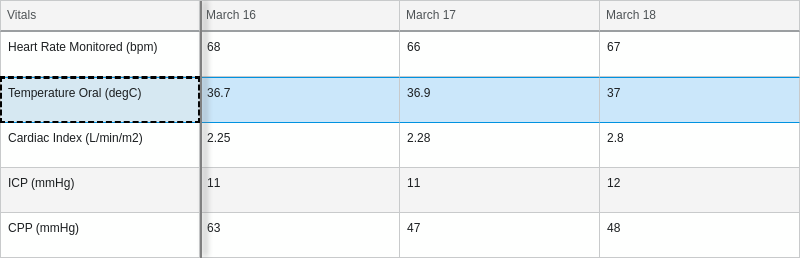 Vitals March 16 March 17 March 18
Heart Rate Monitored (bpm) 68 66 67
Temperature Oral (degC) 36.7 36.9 37
Cardiac Index (L/min/m2) 2.25 2.28 2.8
ICP (mmHg) 11 11 12
CPP (mmHg) 63 47 48